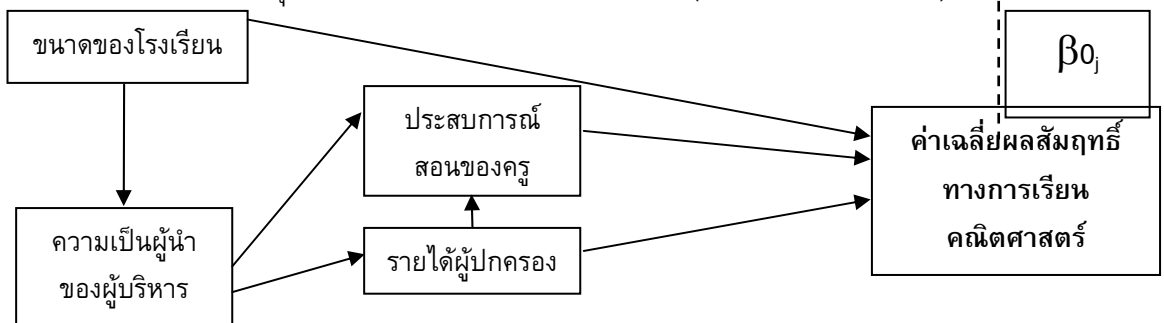 ขนาดของโรงเรียน
β0j
ประสบการณ์
สอนของครู
ค่าเฉลี่ยผลสัมฤทธิ์
ทางการเรียน
คณิตศาสตร์
ความเป็นผู้นำ
ของผู้บริหาร
รายได้ผู้ปกครอง